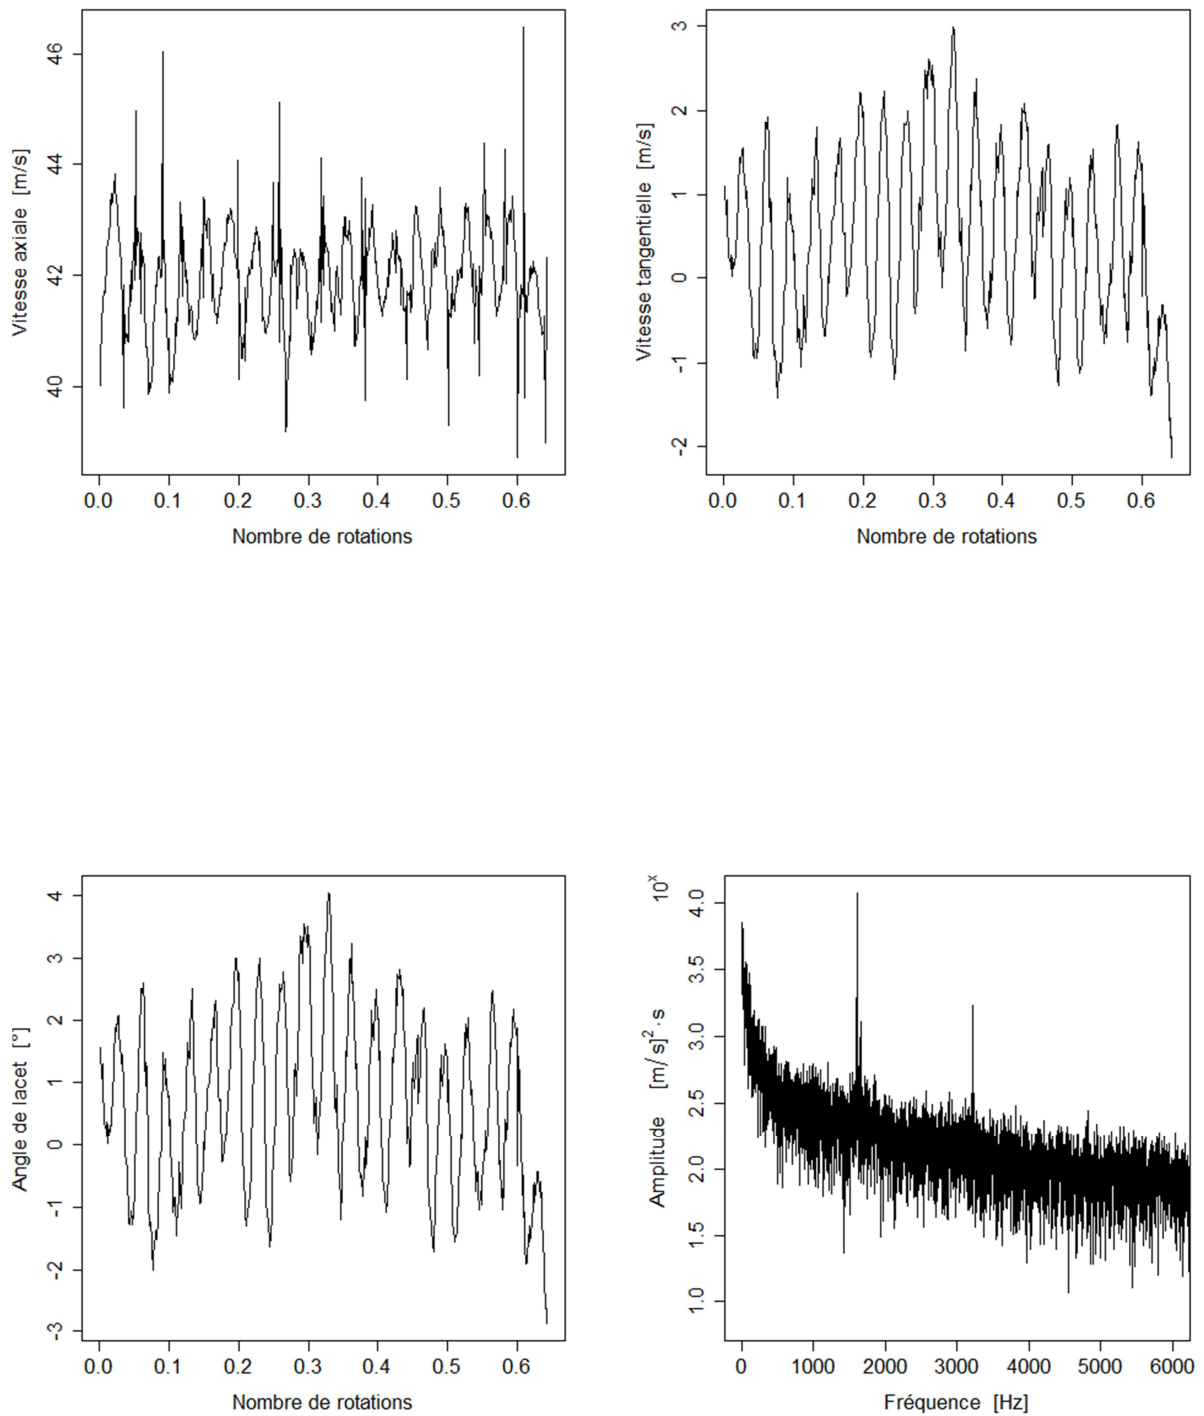 Vitesse axiale [m/s]
46
44
42
40
0.0 0.1 0.2 0.3 0.4 0.5 0.6
Nombre de rotations
Vitesse tangentielle [m/s]
3
2
1
0
-1
-2
0.0 0.1 0.2 0.3 0.4 0.5 0.6
Nombre de rotations
Angle de lacet [°]
4
3
2
1
0
-1
-2
-3
0.0 0.1 0.2 0.3 0.4 0.5 0.6
Nombre de rotations
Amplitude [m/s]²·s 10ˣ
4.0
3.5
3.0
2.5
2.0
1.5
1.0
0 1000 2000 3000 4000 5000 6000
Fréquence [Hz]